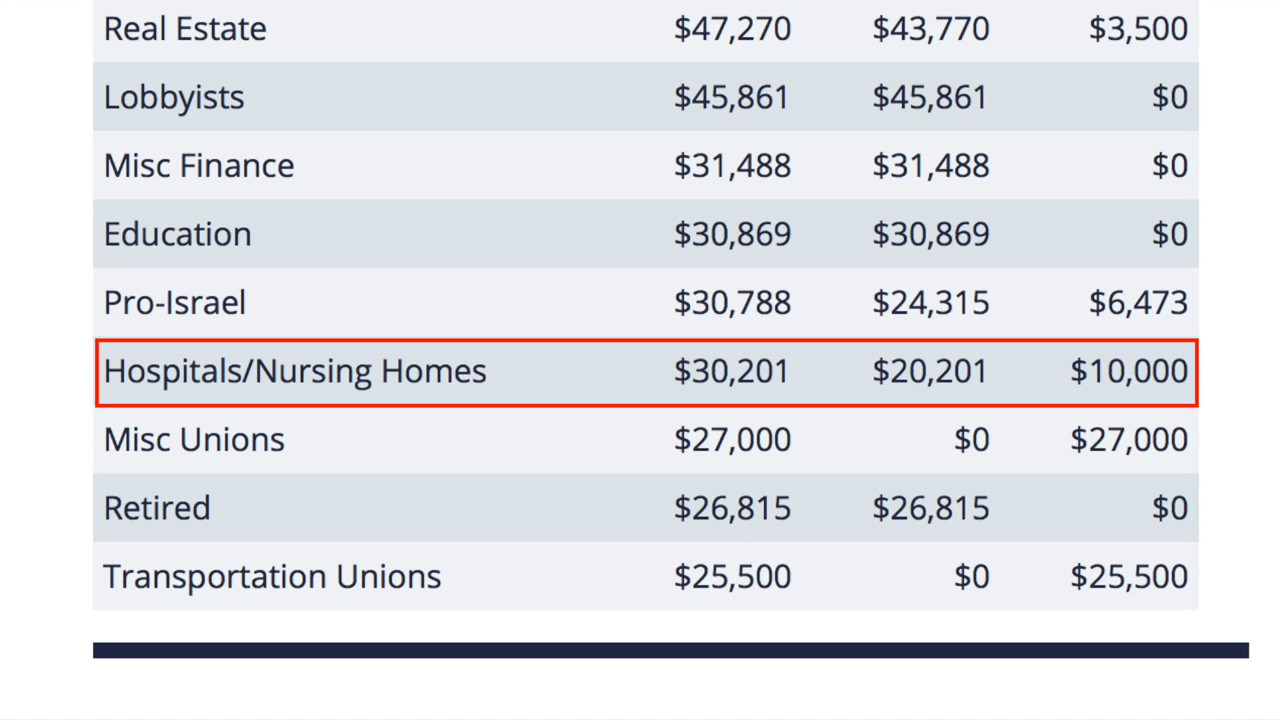 Real Estate $47,270 $43,770 $3,500
Lobbyists $45,861 $45,861 $0
Misc Finance $31,488 $31,488 $0
Education $30,869 $30,869 $0
Pro-Israel $30,788 $24,315 $6,473
Hospitals/Nursing Homes $30,201 $20,201 $10,000
Misc Unions $27,000 $0 $27,000
Retired $26,815 $26,815 $0
Transportation Unions $25,500 $0 $25,500